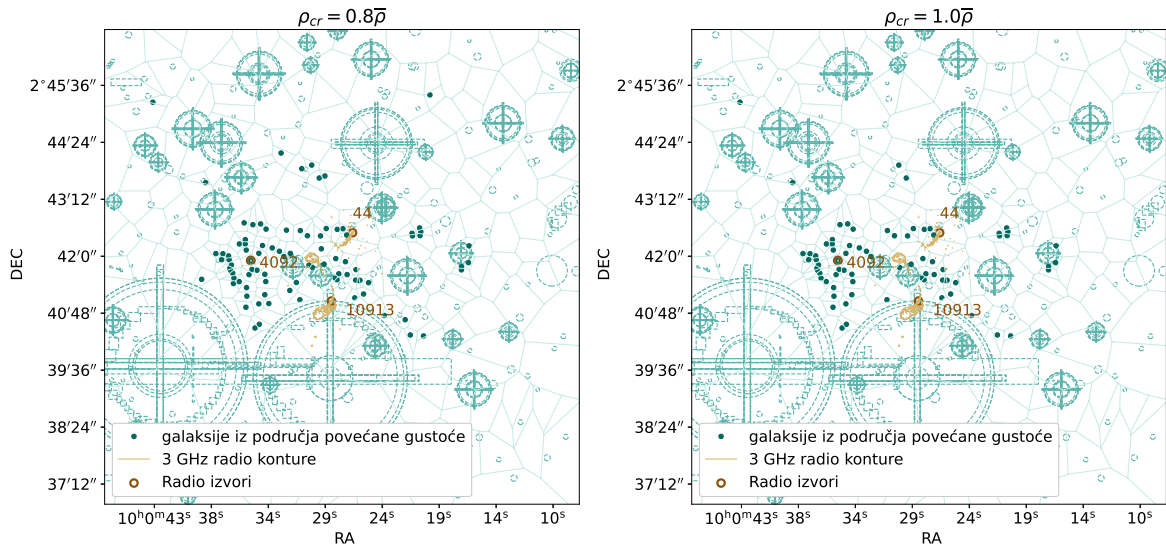 ρcr = 0.8ρ̅
DEC
2°45′36″
44′24″
43′12″
42′0″
40′48″
39′36″
38′24″
37′12″
44
4092
10913
galaksije iz područja povećane gustoće
3 GHz radio konture
Radio izvori
10ʰ0ᵐ43ˢ 38ˢ 34ˢ 29ˢ 24ˢ 19ˢ 14ˢ 10ˢ
RA
ρcr = 1.0ρ̅
DEC
2°45′36″
44′24″
43′12″
42′0″
40′48″
39′36″
38′24″
37′12″
44
4092
10913
galaksije iz područja povećane gustoće
3 GHz radio konture
Radio izvori
10ʰ0ᵐ43ˢ 38ˢ 34ˢ 29ˢ 24ˢ 19ˢ 14ˢ 10ˢ
RA